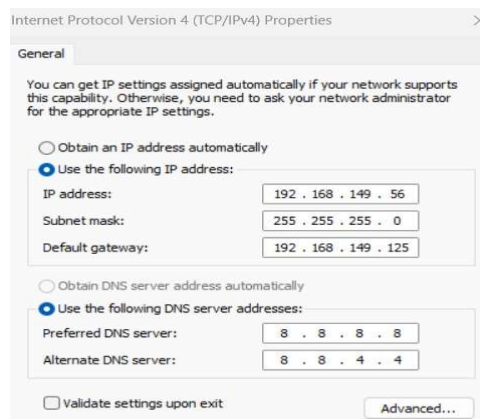 Internet Protocol Version 4 (TCP/IPv4) Properties
General
You can get IP settings assigned automatically if your network supports
this capability. Otherwise, you need to ask your network administrator
for the appropriate IP settings.
Obtain an IP address automatically
Use the following IP address:
IP address: 192 . 168 . 149 . 56
Subnet mask: 255 . 255 . 255 . 0
Default gateway: 192 . 168 . 149 . 125
Obtain DNS server address automatically
Use the following DNS server addresses:
Preferred DNS server: 8 . 8 . 8 . 8
Alternate DNS server: 8 . 8 . 4 . 4
Validate settings upon exit
Advanced...